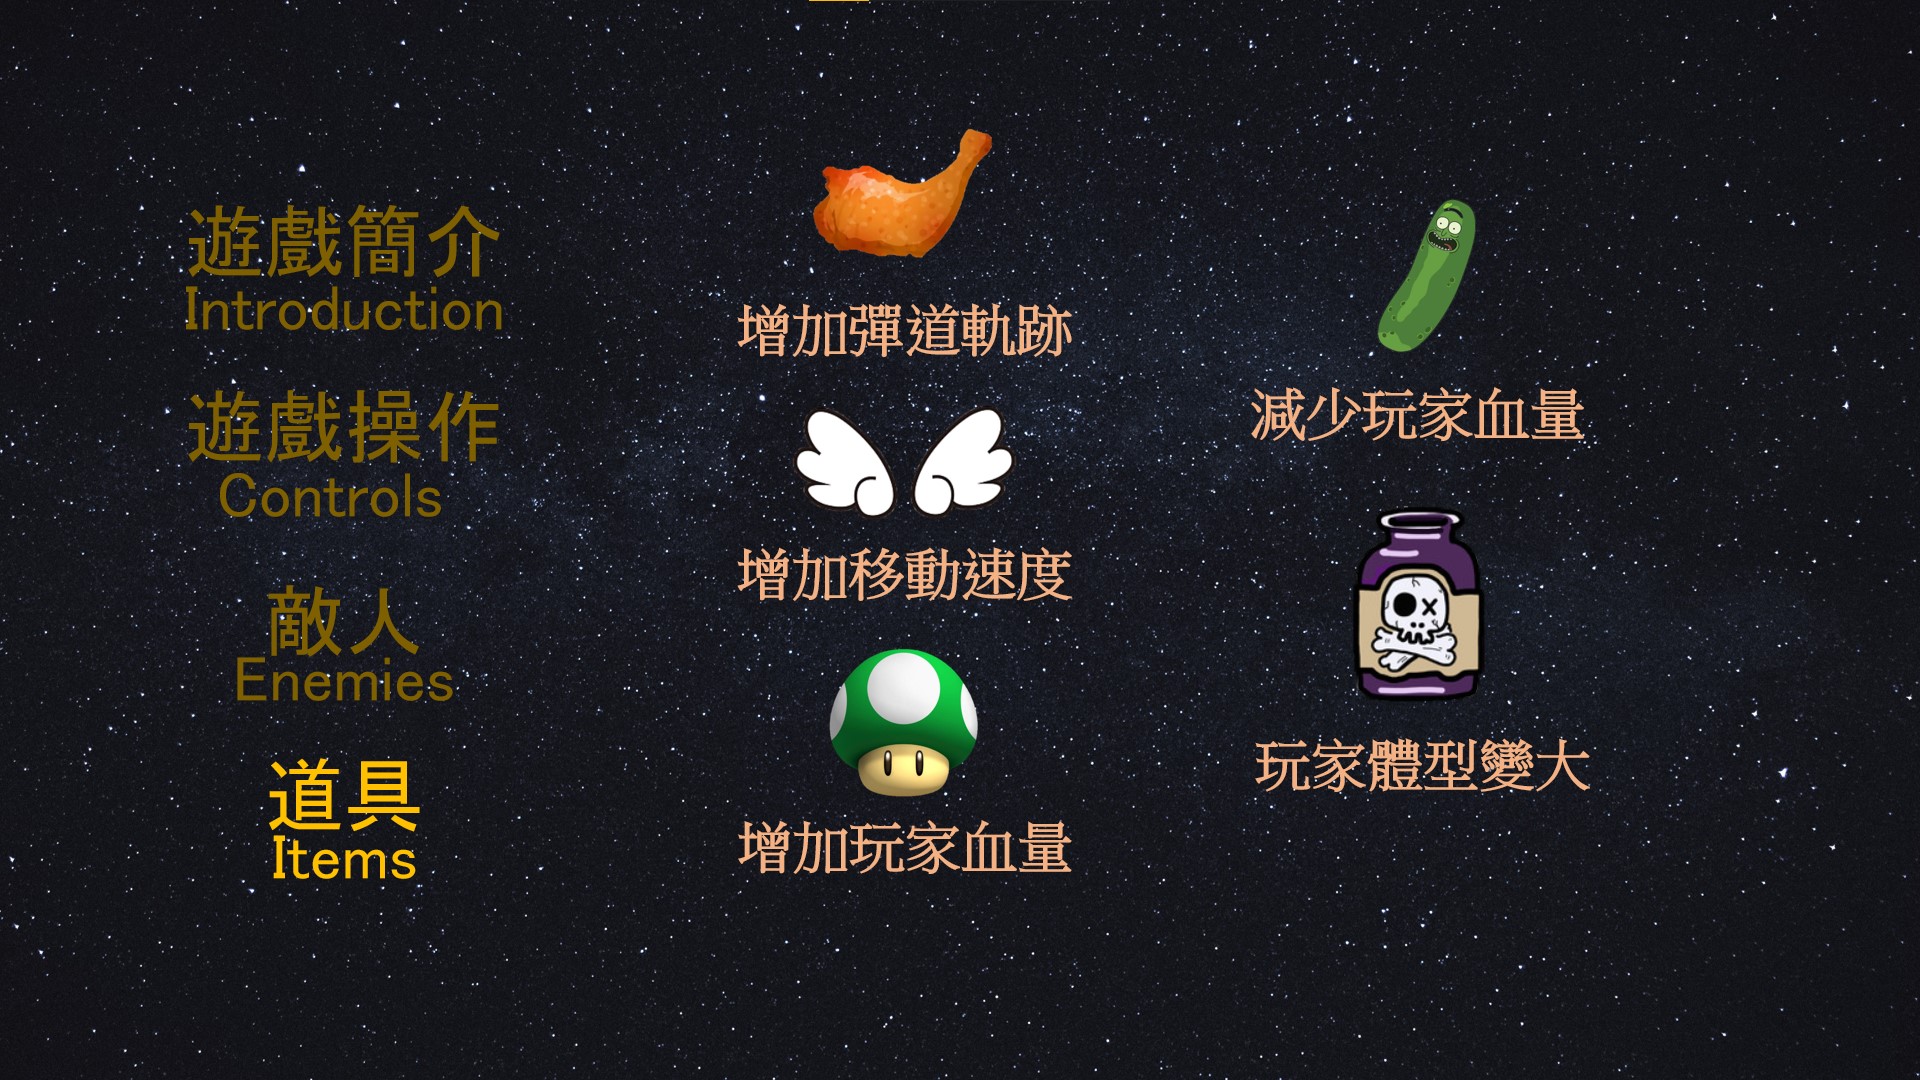 遊戲簡介
Introduction
遊戲操作
Controls
敵人
Enemies
道具
Items
增加彈道軌跡
增加移動速度
增加玩家血量
減少玩家血量
玩家體型變大